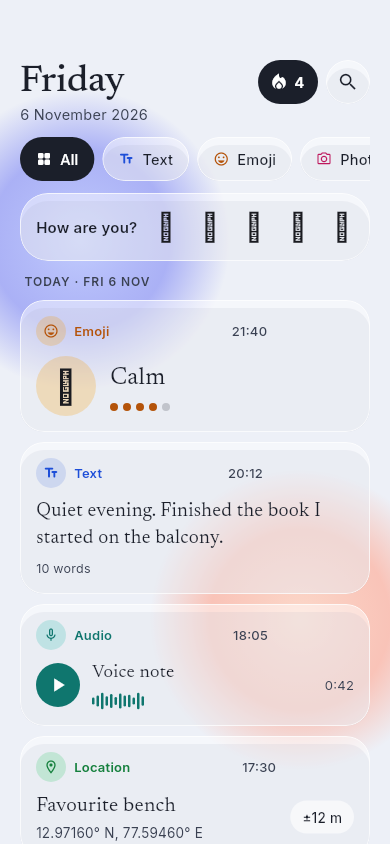 Friday
4
6 November 2026
All
Text
Emoji
Phot
How are you?
TODAY · FRI 6 NOV
Emoji
21:40
Calm
Text
20:12
Quiet evening. Finished the book I
started on the balcony.
10 words
Audio
18:05
Voice note
0:42
Location
17:30
Favourite bench
±12 m
12.97160° N, 77.59460° E